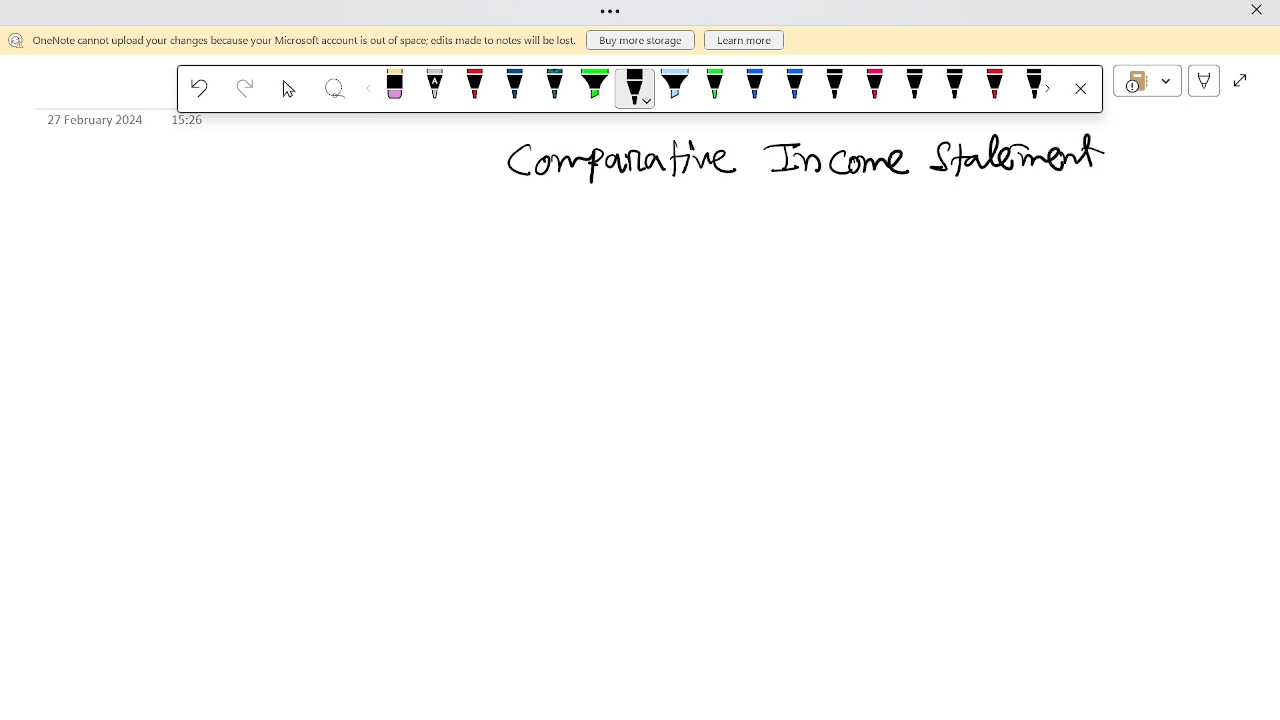 OneNote cannot upload your changes because your Microsoft account is out of space; edits made to notes will be lost. Buy more storage Learn more
A
27 February 2024 15:26
Comparative Income Statement